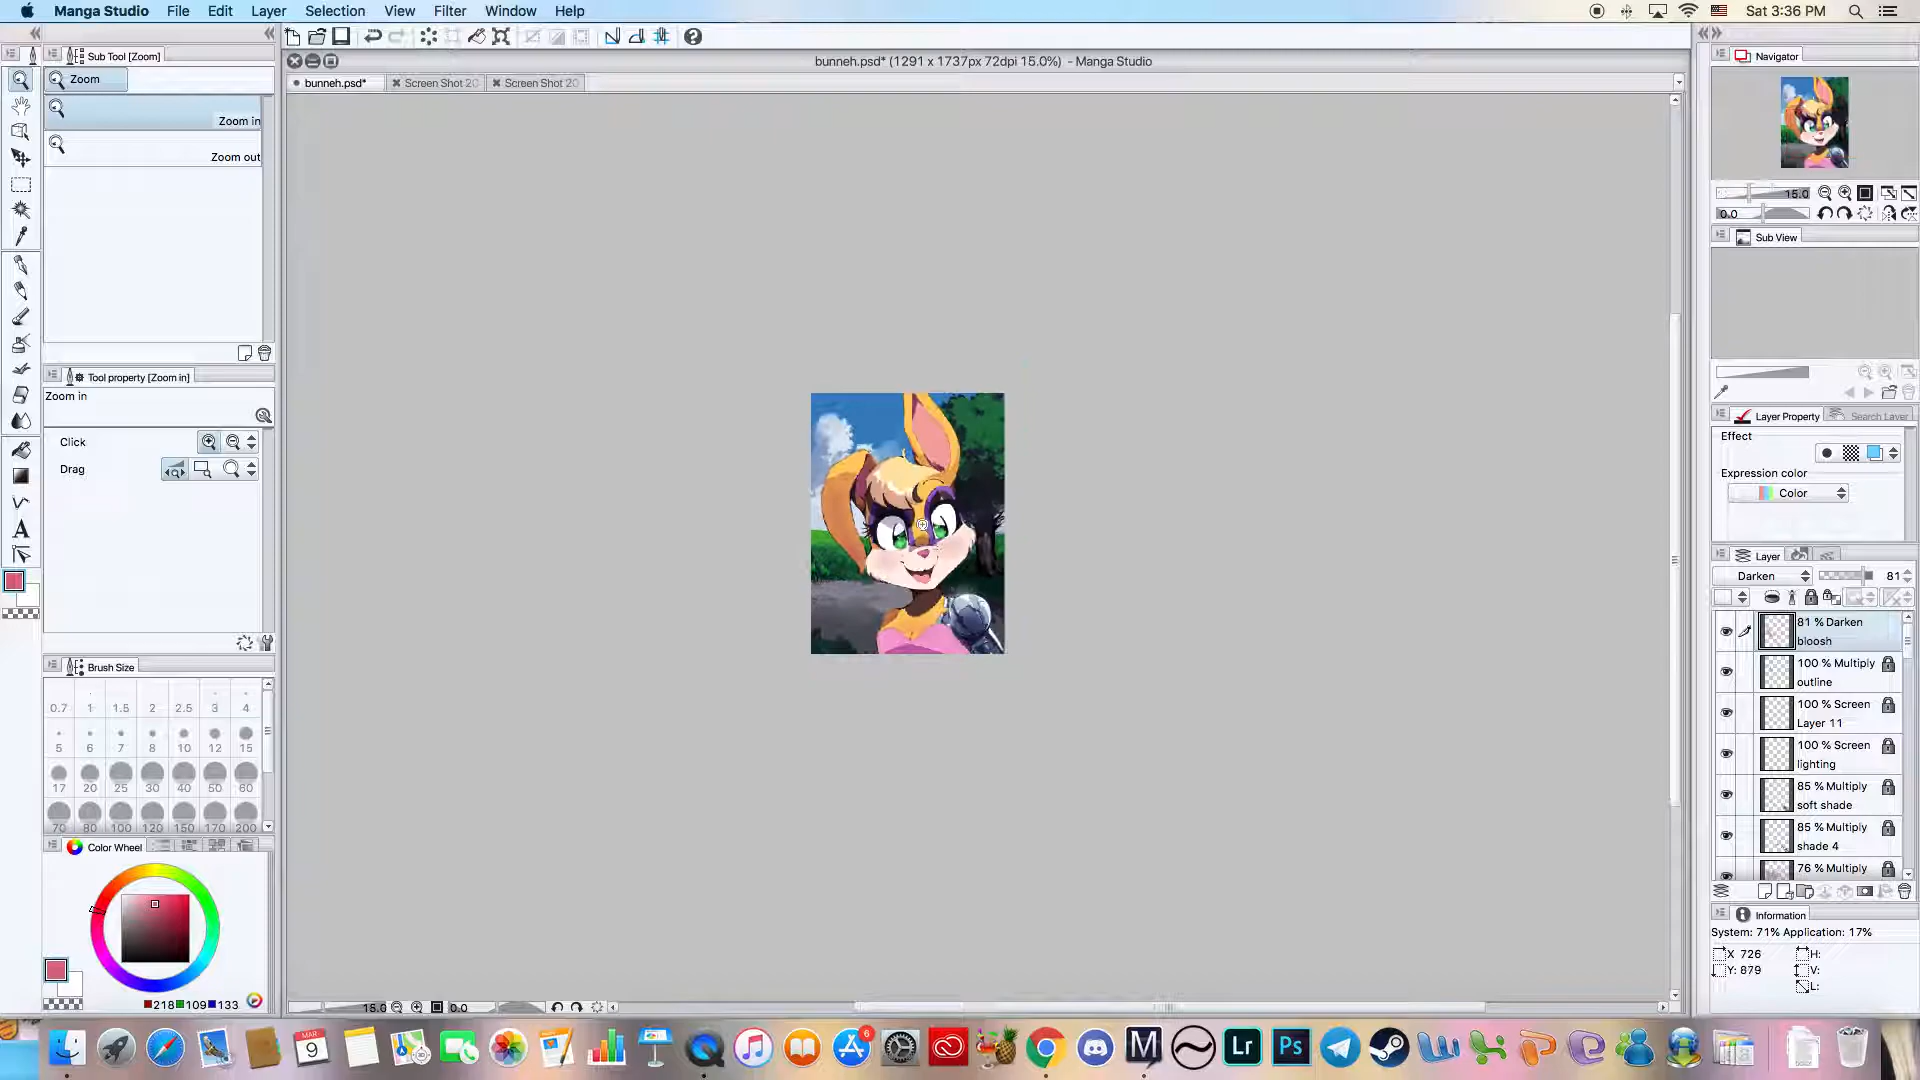 Manga Studio File Edit Layer Selection View Filter Window Help Sat 3:36 PM
Sub Tool [Zoom]
Zoom
Zoom in
Zoom out
Tool property [Zoom in]
Zoom in
Click
Drag
Brush Size
0.7 1 1.5 2 2.5 3 4
5 6 7 8 10 12 15
17 20 25 30 40 50 60
70 80 100 120 150 170 200
Color Wheel
218 109 133
bunneh.psd* (1291 x 1737px 72dpi 15.0%) - Manga Studio
bunneh.psd* Screen Shot 20 Screen Shot 20
15.0 0.0
Navigator
15.0
0.0
Sub View
Layer Property Search Layer
Effect
Expression color
Color
Layer
Darken 81
81 % Darken
bloosh
100 % Multiply
outline
100 % Screen
Layer 11
100 % Screen
lighting
85 % Multiply
soft shade
85 % Multiply
shade 4
76 % Multiply
Information
System: 71% Application: 17%
X 726 H:
Y: 879 V:
L:
MAR
9
6
M
Lr
Ps
A